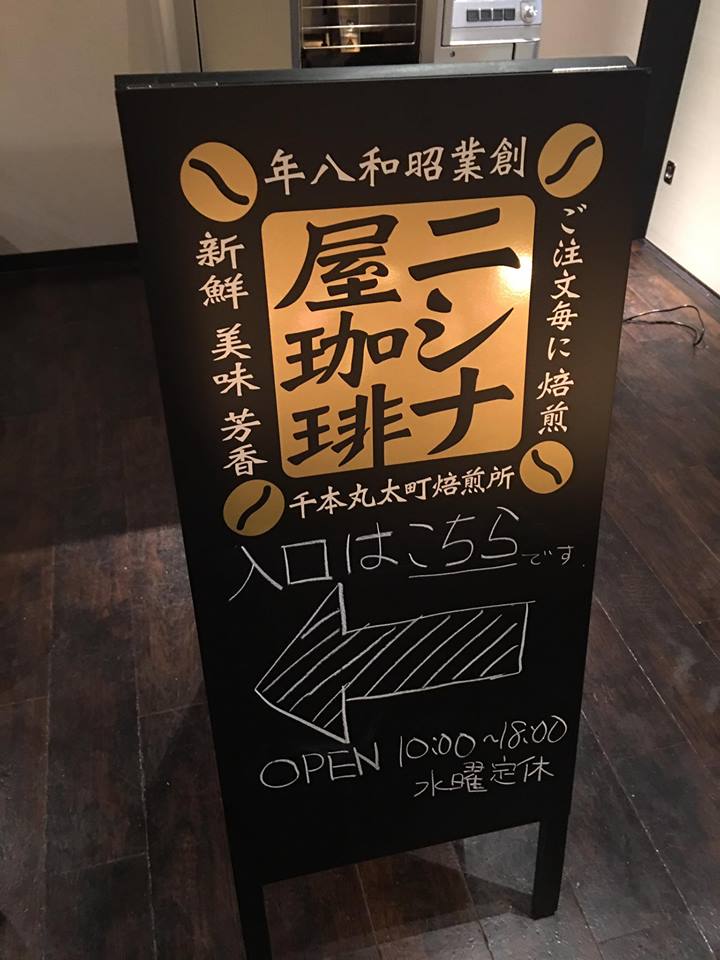 創業昭和八年
ニシナ
屋珈琲
ご注文毎に焙煎
新鮮 美味 芳香
千本丸太町焙煎所
入口はこちらです.
OPEN 10:00~18:00
水曜定休